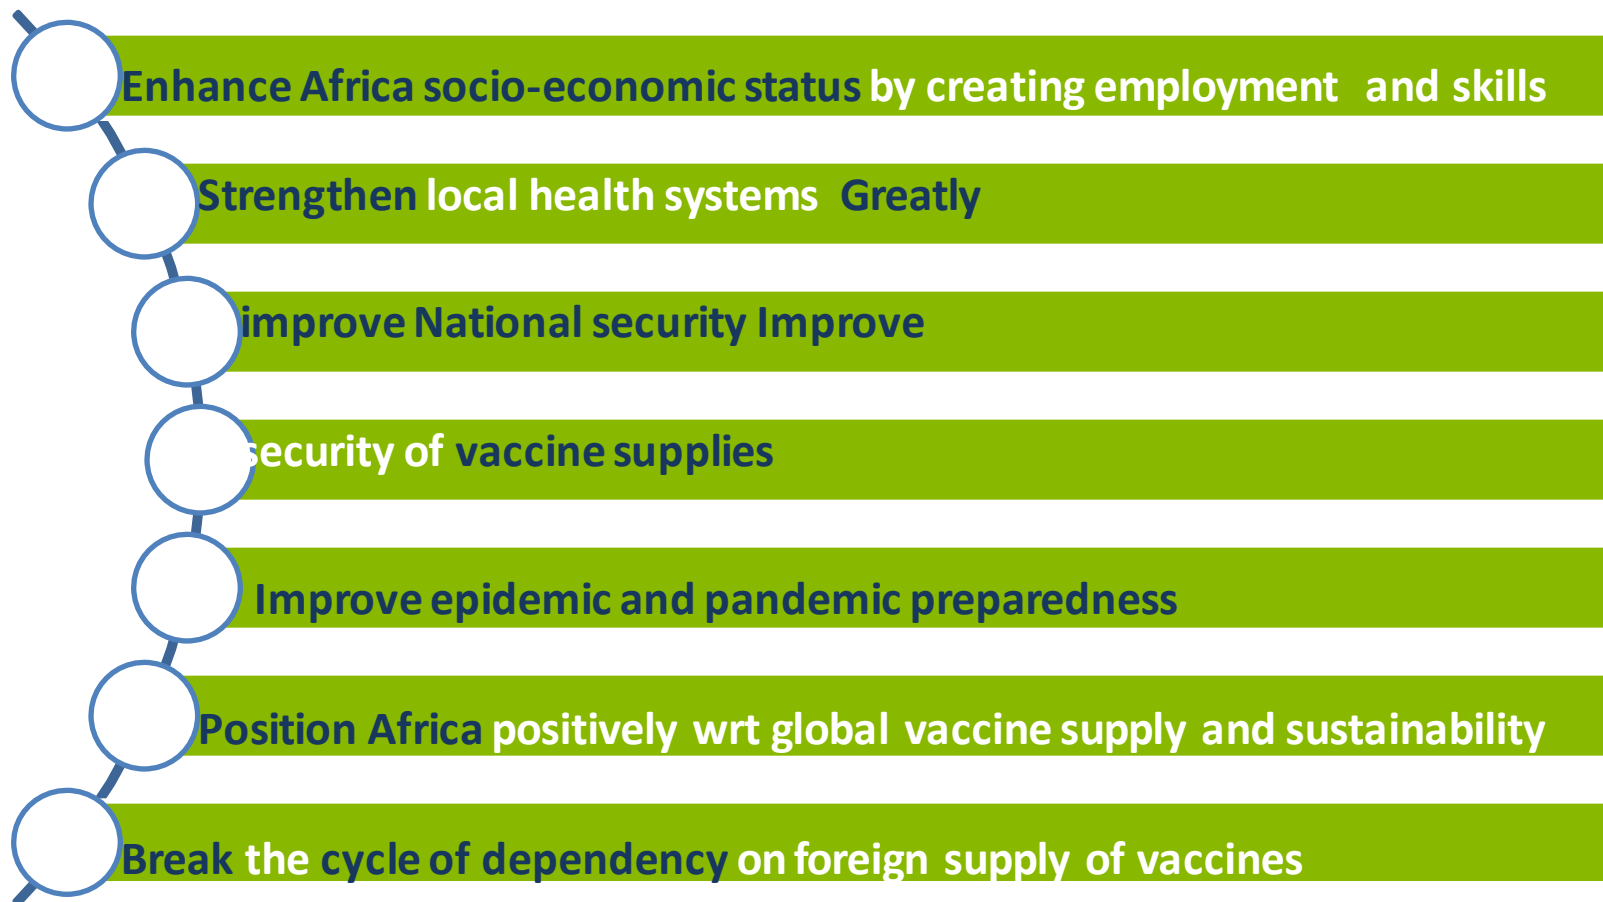 Enhance Africa socio-economic status by creating employment and skills
Strengthen local health systems Greatly
improve National security Improve
security of vaccine supplies
Improve epidemic and pandemic preparedness
Position Africa positively wrt global vaccine supply and sustainability
Break the cycle of dependency on foreign supply of vaccines